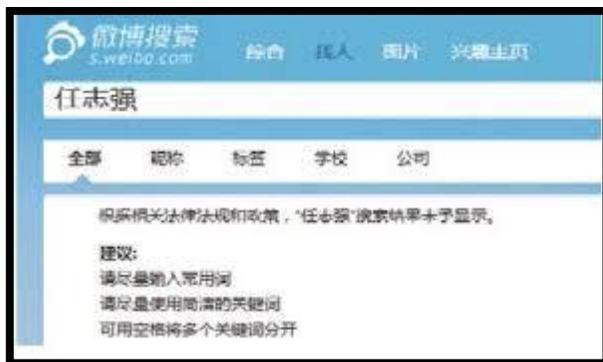 微博搜索
s.weibo.com
综合 找人 图片 兴趣主页
任志强
全部 昵称 标签 学校 公司
根据相关法律法规和政策，“任志强”搜索结果未予显示。
建议:
请尽量输入常用词
请尽量使用简洁的关键词
可用空格将多个关键词分开